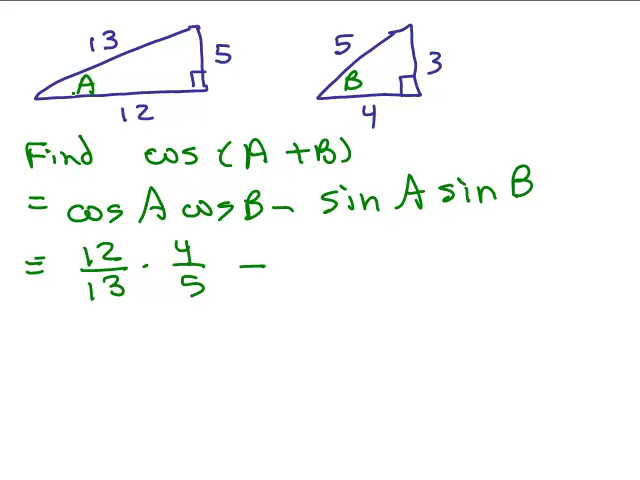 13 5 5 3
A B
12 4
Find cos (A + B)
= cos A cos B - sin A sin B
= 12/13 · 4/5 -